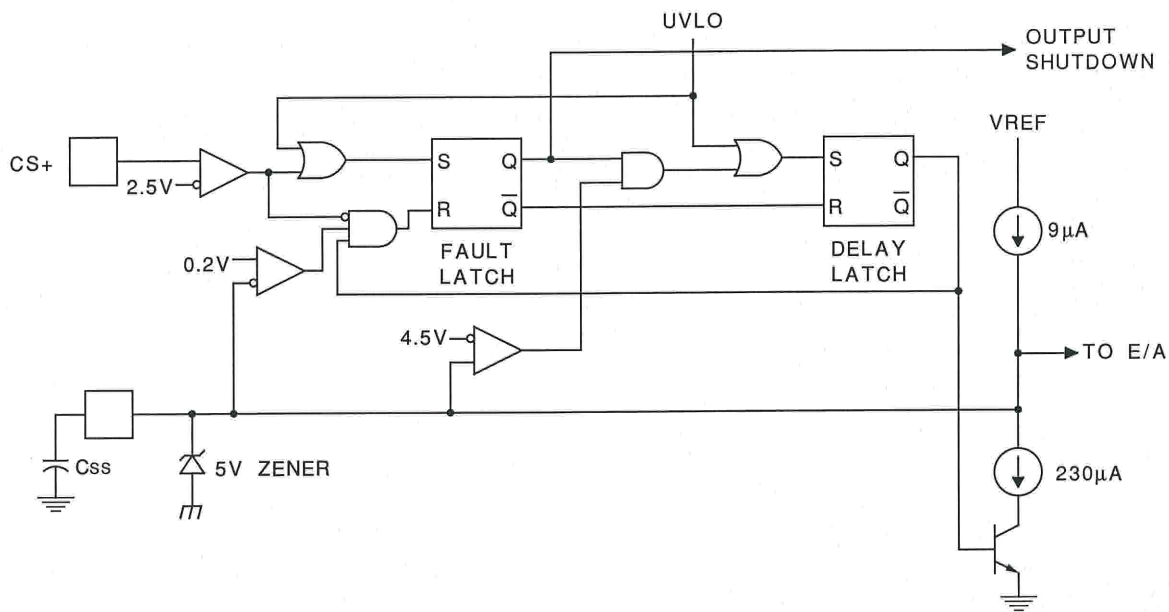 UVLO
OUTPUT
SHUTDOWN
VREF
CS+
2.5V
S Q
R Q̅
FAULT
LATCH
S Q
R Q̅
DELAY
LATCH
9µA
0.2V
4.5V
TO E/A
Css
5V ZENER
230µA